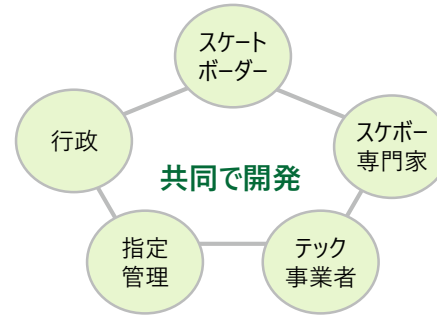 スケート
ボーダー
行政
スケボー
専門家
共同で開発
指定
管理
テック
事業者